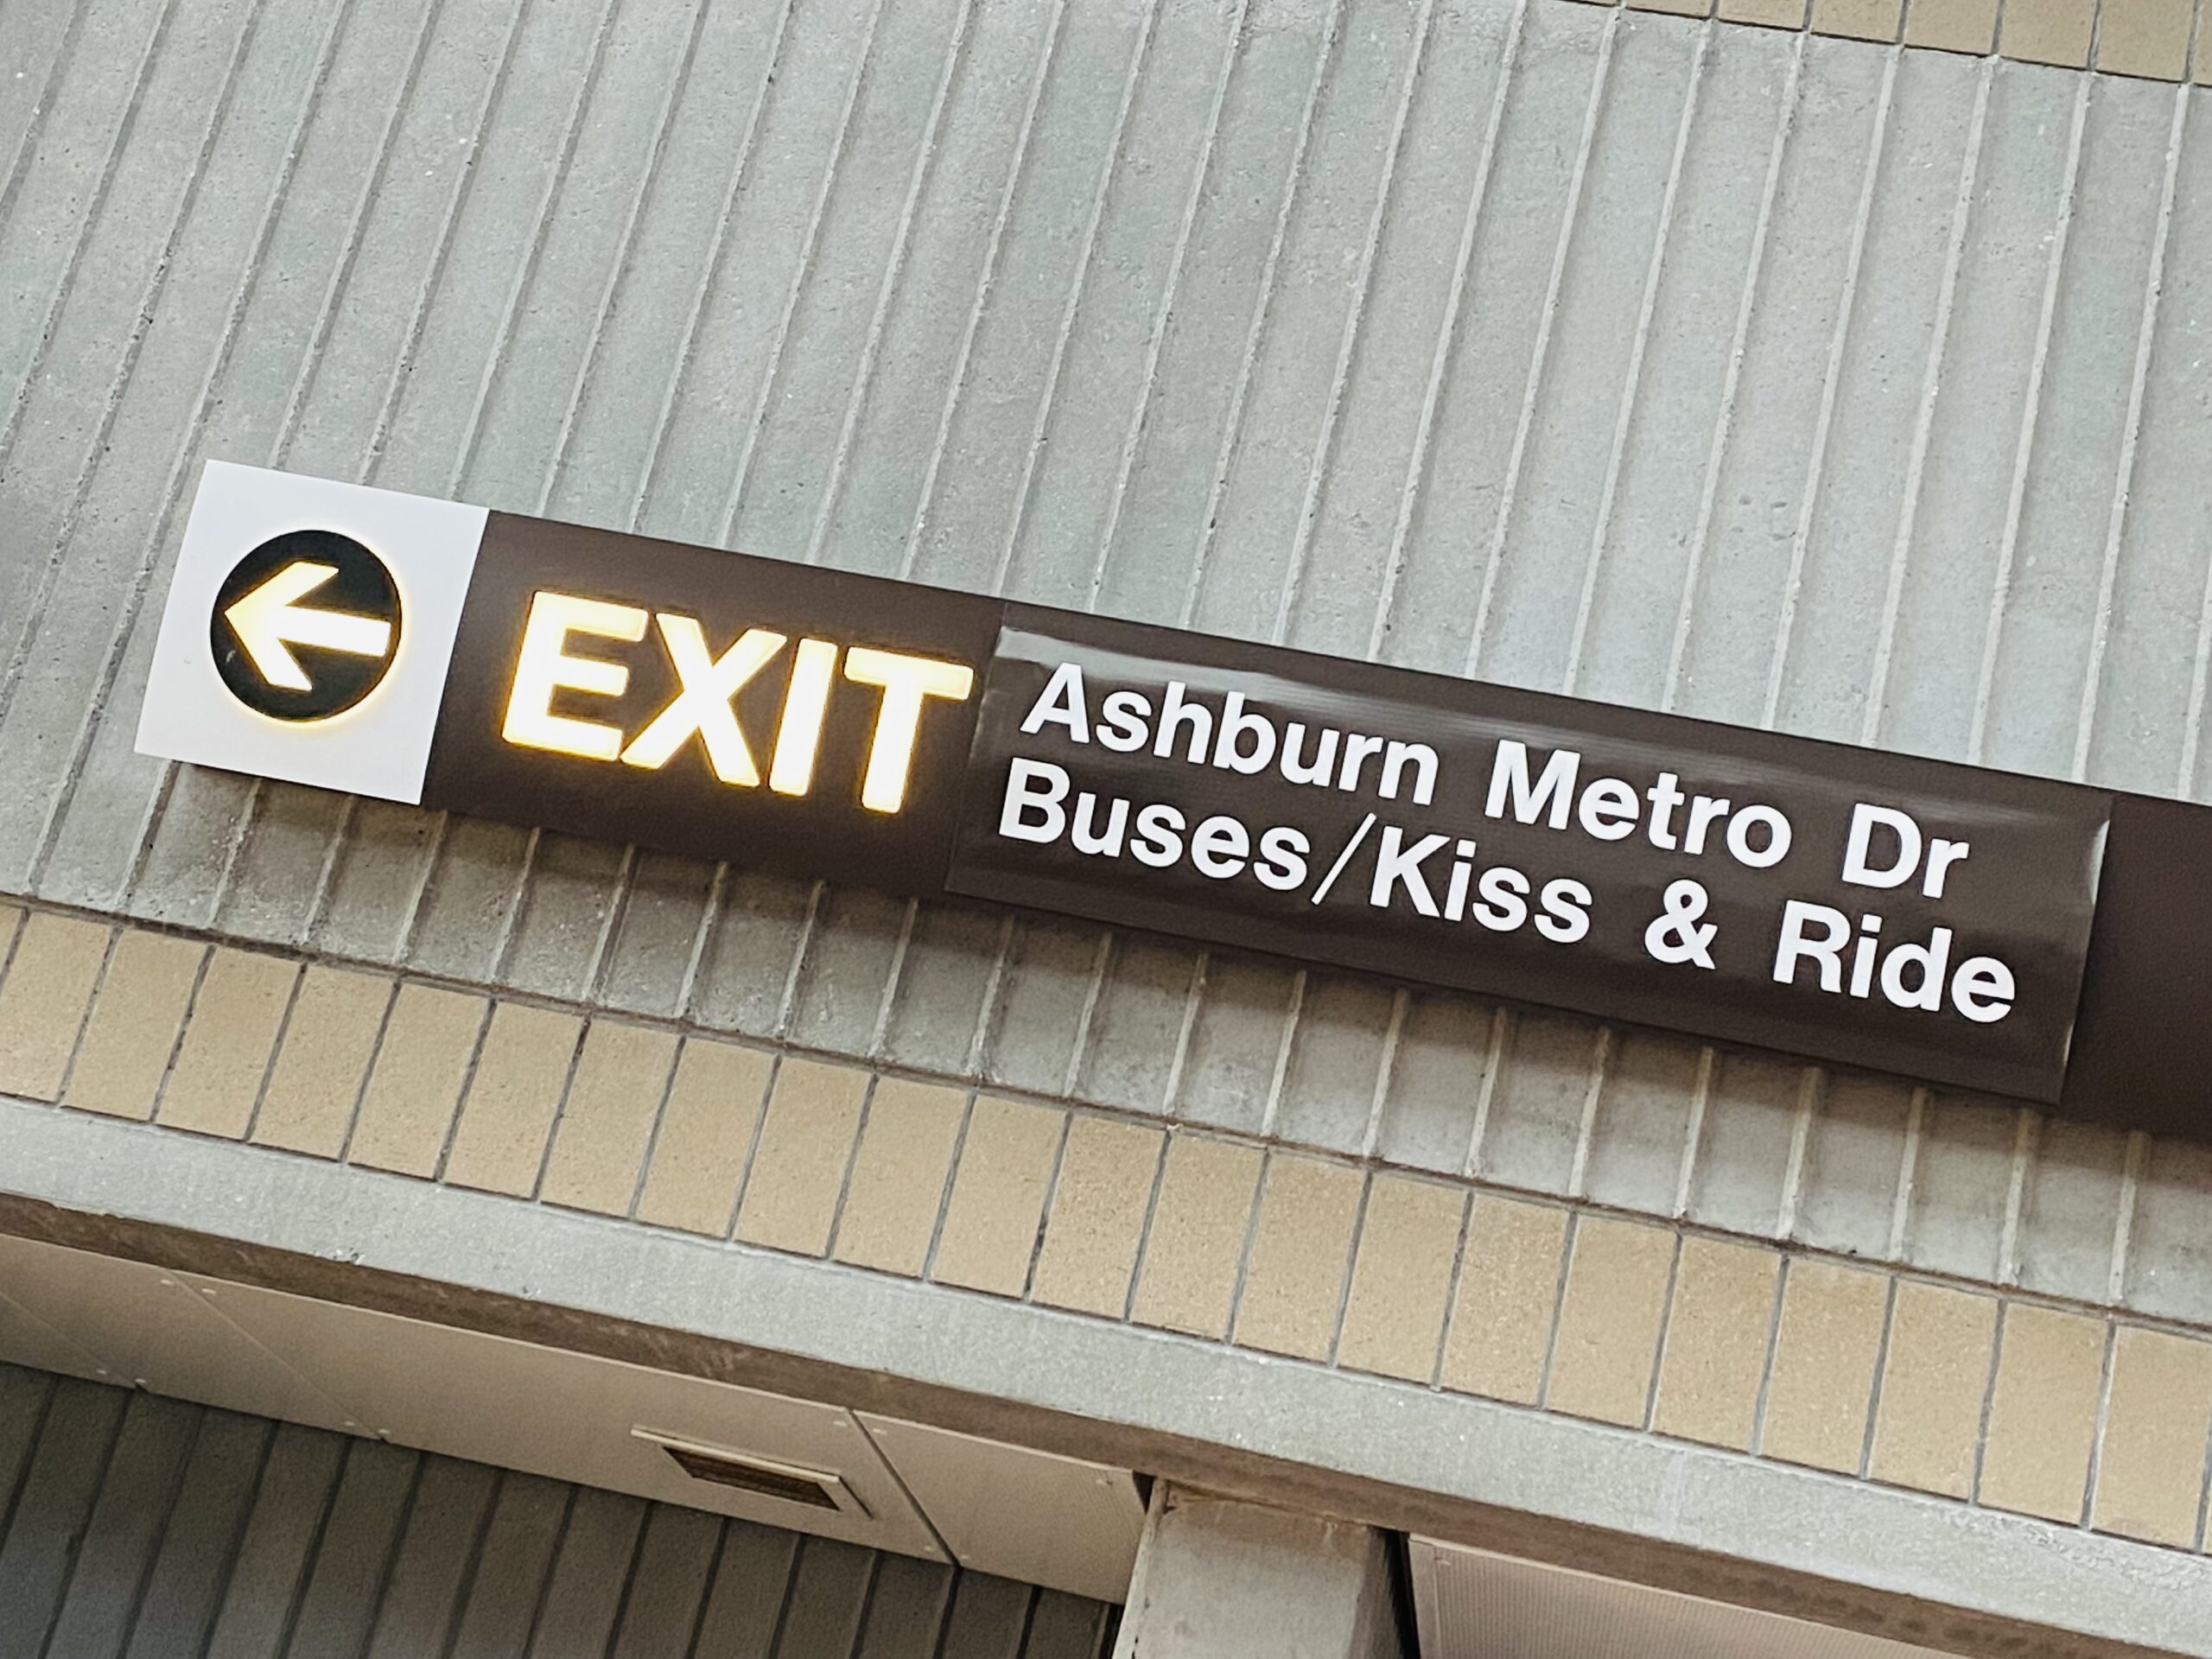 EXIT
Ashburn Metro Dr
Buses/Kiss & Ride